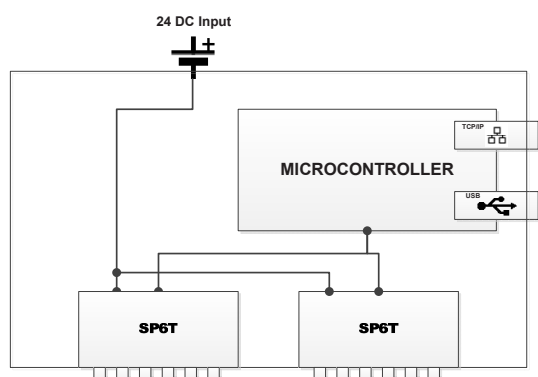 24 DC Input
+
TCP/IP
MICROCONTROLLER
USB
SP6T
SP6T